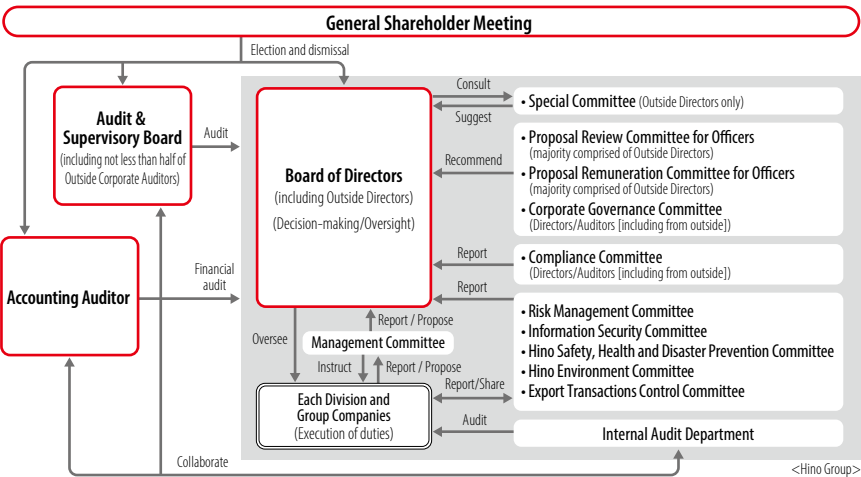 General Shareholder Meeting
Election and dismissal
Audit &
Supervisory Board
(including not less than half of
Outside Corporate Auditors)
Audit
Accounting Auditor
Financial
audit
Board of Directors
(including Outside Directors)
(Decision-making/Oversight)
Consult
Suggest
• Special Committee (Outside Directors only)
Recommend
• Proposal Review Committee for Officers
(majority comprised of Outside Directors)
• Proposal Remuneration Committee for Officers
(majority comprised of Outside Directors)
• Corporate Governance Committee
(Directors/Auditors [including from outside])
Report
• Compliance Committee
(Directors/Auditors [including from outside])
Report
• Risk Management Committee
• Information Security Committee
• Hino Safety, Health and Disaster Prevention Committee
• Hino Environment Committee
• Export Transactions Control Committee
Oversee
Report / Propose
Management Committee
Instruct
Report / Propose
Each Division and
Group Companies
(Execution of duties)
Report/Share
Audit
Internal Audit Department
Collaborate
<Hino Group>